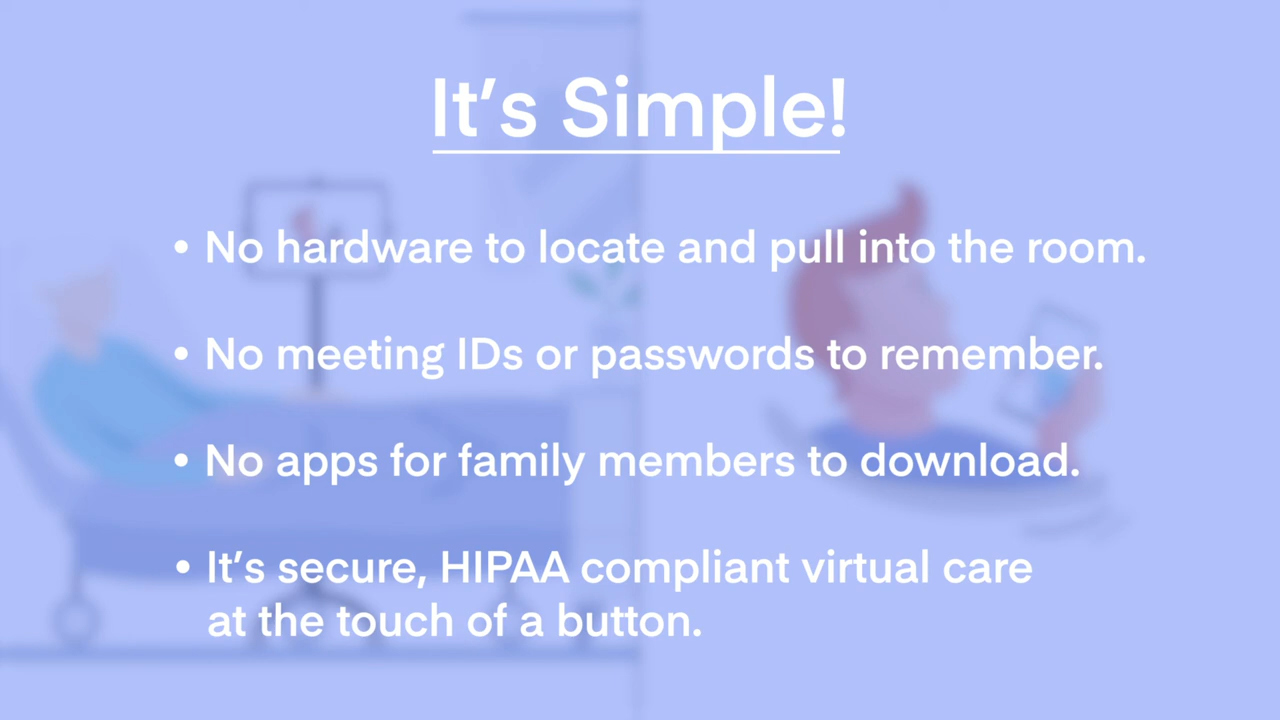 It’s Simple!
• No hardware to locate and pull into the room.
• No meeting IDs or passwords to remember.
• No apps for family members to download.
• It’s secure, HIPAA compliant virtual care
at the touch of a button.